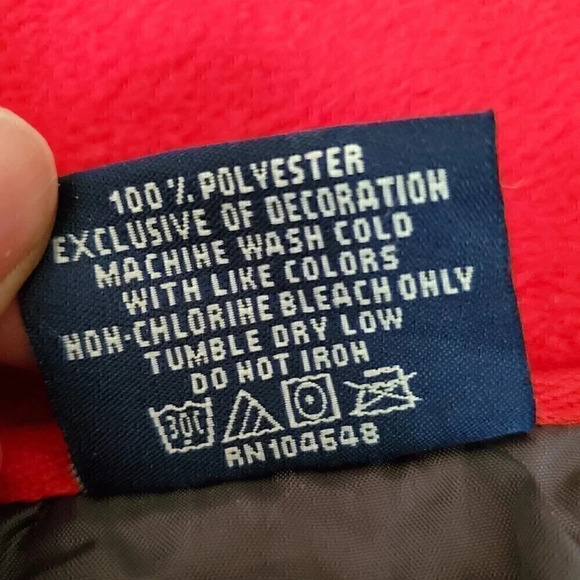 100% POLYESTER
EXCLUSIVE OF DECORATION
MACHINE WASH COLD
WITH LIKE COLORS
NON-CHLORINE BLEACH ONLY
TUMBLE DRY LOW
DO NOT IRON
30C
RN104648